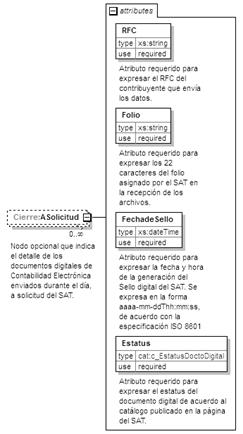 attributes
RFC
type xs:string
use required
Atributo requerido para
expresar el RFC del
contribuyente que envía
los datos.
Folio
type xs:string
use required
Atributo requerido para
expresar los 22
caracteres del folio
asignado por el SAT en
la recepción de los
archivos.
Cierre:ASolicitud
0..∞
Nodo opcional que indica
el detalle de los
documentos digitales de
Contabilidad Electrónica
enviados durante el día,
a solicitud del SAT.
FechadeSello
type xs:dateTime
use required
Atributo requerido para
expresar la fecha y hora
de la generación del
Sello digital del SAT. Se
expresa en la forma
aaaa-mm-ddThh:mm:ss,
de acuerdo con la
especificación ISO 8601
Estatus
type cat:c_EstatusDoctoDigital
use required
Atributo requerido para
expresar el estatus del
documento digital de acuerdo al
catálogo publicado en la página
del SAT.